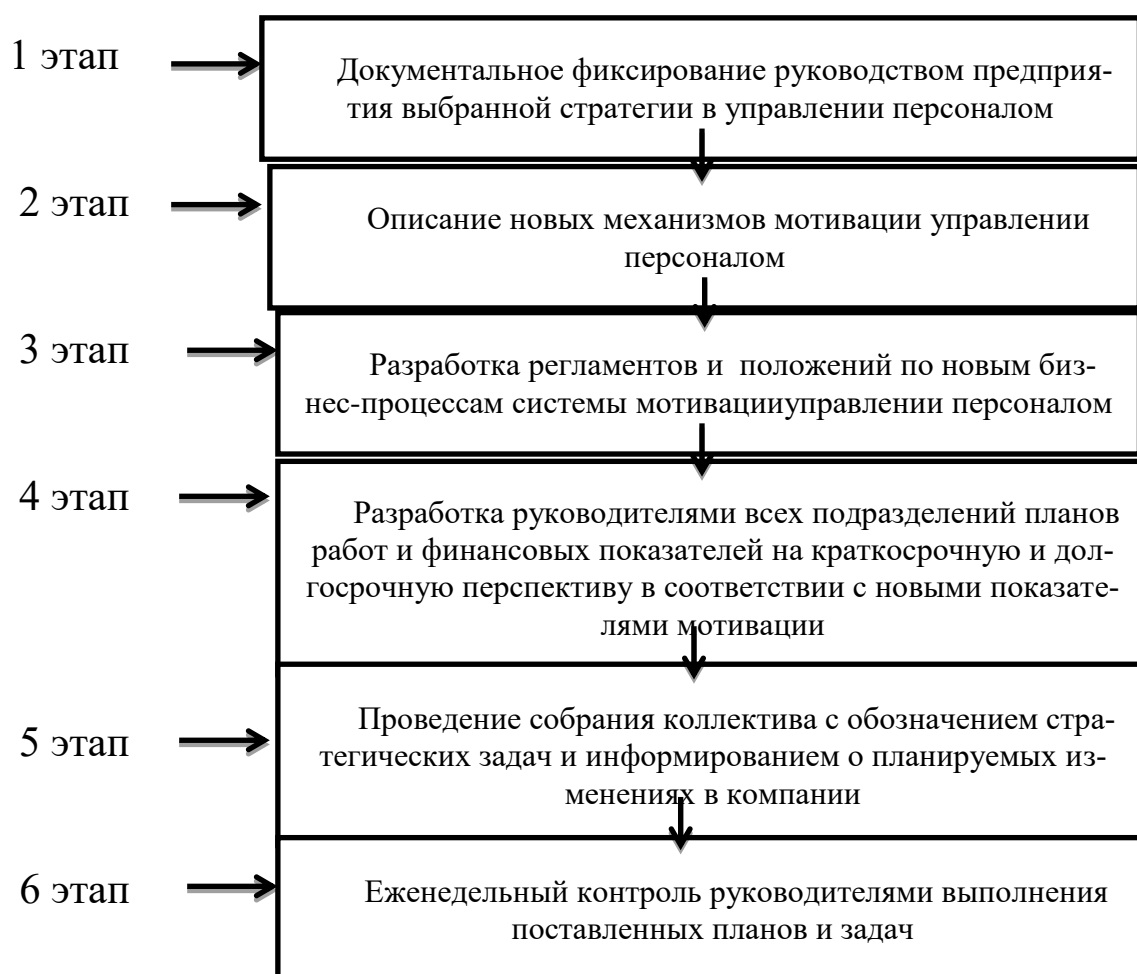 1 этап
Документальное фиксирование руководством предприя-
тия выбранной стратегии в управлении персоналом
2 этап
Описание новых механизмов мотивации управлении
персоналом
3 этап
Разработка регламентов и положений по новым биз-
нес-процессам системы мотивацииуправлении персоналом
4 этап
Разработка руководителями всех подразделений планов
работ и финансовых показателей на краткосрочную и дол-
госрочную перспективу в соответствии с новыми показате-
лями мотивации
5 этап
Проведение собрания коллектива с обозначением стра-
тегических задач и информированием о планируемых из-
менениях в компании
6 этап
Еженедельный контроль руководителями выполнения
поставленных планов и задач